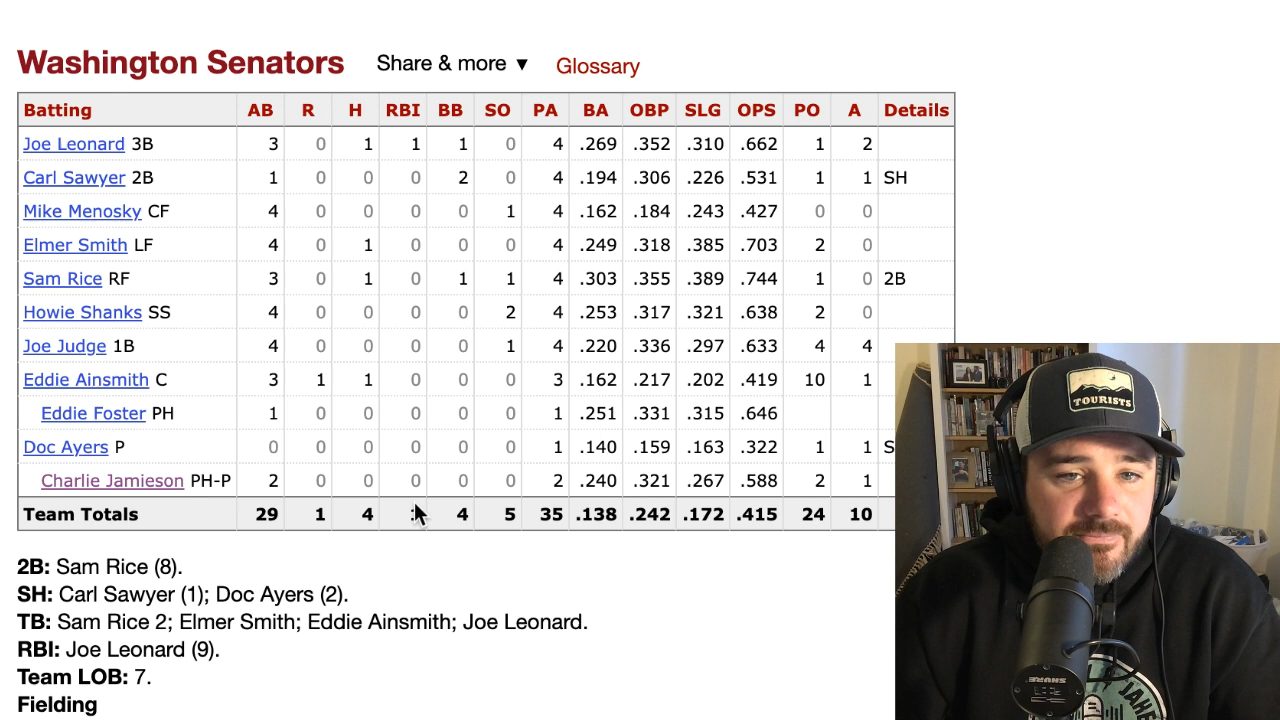 Washington Senators Share & more ▼ Glossary
Batting AB R H RBI BB SO PA BA OBP SLG OPS PO A Details
Joe Leonard 3B 3 0 1 1 1 0 4 .269 .352 .310 .662 1 2
Carl Sawyer 2B 1 0 0 0 2 0 4 .194 .306 .226 .531 1 1 SH
Mike Menosky CF 4 0 0 0 0 1 4 .162 .184 .243 .427 0 0
Elmer Smith LF 4 0 1 0 0 0 4 .249 .318 .385 .703 2 0
Sam Rice RF 3 0 1 0 1 1 4 .303 .355 .389 .744 1 0 2B
Howie Shanks SS 4 0 0 0 0 2 4 .253 .317 .321 .638 2 0
Joe Judge 1B 4 0 0 0 0 1 4 .220 .336 .297 .633 4 4
Eddie Ainsmith C 3 1 1 0 0 0 3 .162 .217 .202 .419 10 1
Eddie Foster PH 1 0 0 0 0 0 1 .251 .331 .315 .646
Doc Ayers P 0 0 0 0 0 0 1 .140 .159 .163 .322 1 1 S
Charlie Jamieson PH-P 2 0 0 0 0 0 2 .240 .321 .267 .588 2 1
Team Totals 29 1 4 4 5 35 .138 .242 .172 .415 24 10
2B: Sam Rice (8).
SH: Carl Sawyer (1); Doc Ayers (2).
TB: Sam Rice 2; Elmer Smith; Eddie Ainsmith; Joe Leonard.
RBI: Joe Leonard (9).
Team LOB: 7.
Fielding
TOURISTS
SHURE